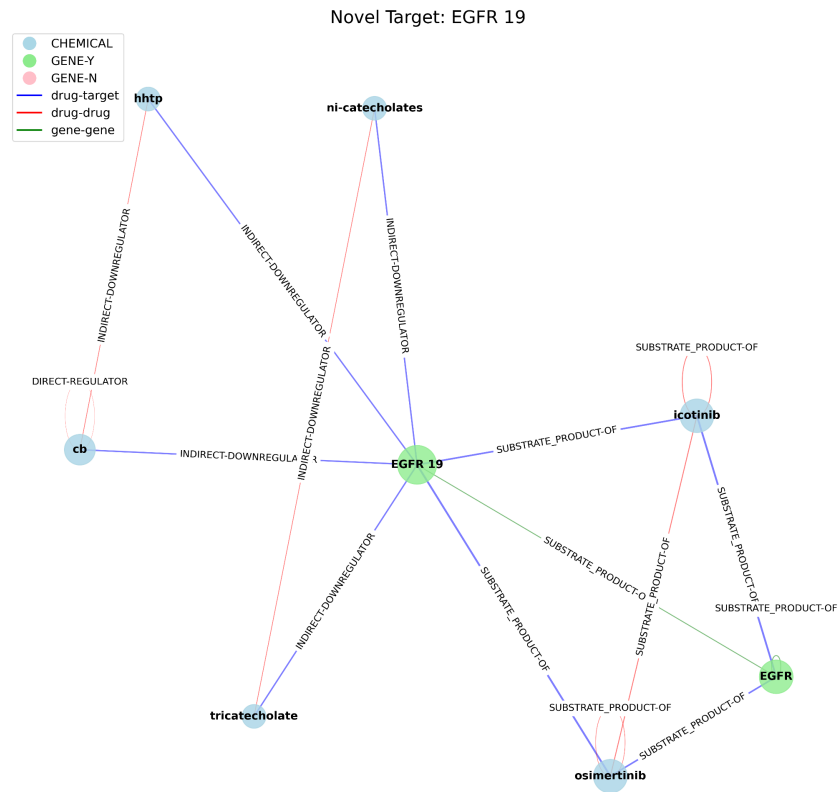 Novel Target: EGFR 19
CHEMICAL
GENE-Y
GENE-N
drug-target
drug-drug
gene-gene
hhtp
ni-catecholates
INDIRECT-DOWNREGULATOR
INDIRECT-DOWNREGULATOR
INDIRECT-DOWNREGULATOR
SUBSTRATE_PRODUCT-OF
DIRECT-REGULATOR
INDIRECT-DOWNREGULATOR
icotinib
SUBSTRATE_PRODUCT-OF
cb
INDIRECT-DOWNREGULA R
EGFR 19
SUBSTRATE_PRODUCT-OF
SUBSTRATE_PRODUCT-O
INDIRECT-DOWNREGULATOR
SUBSTRATE_PRODUCT-OF
SUBSTRATE_PRODUCT-OF
SUBSTRATE_PRODUCT-OF
EGFR
SUBSTRATE_PRODUCT-OF
tricatecholate
SUBSTRATE_PRODUCT-OF
osimertinib